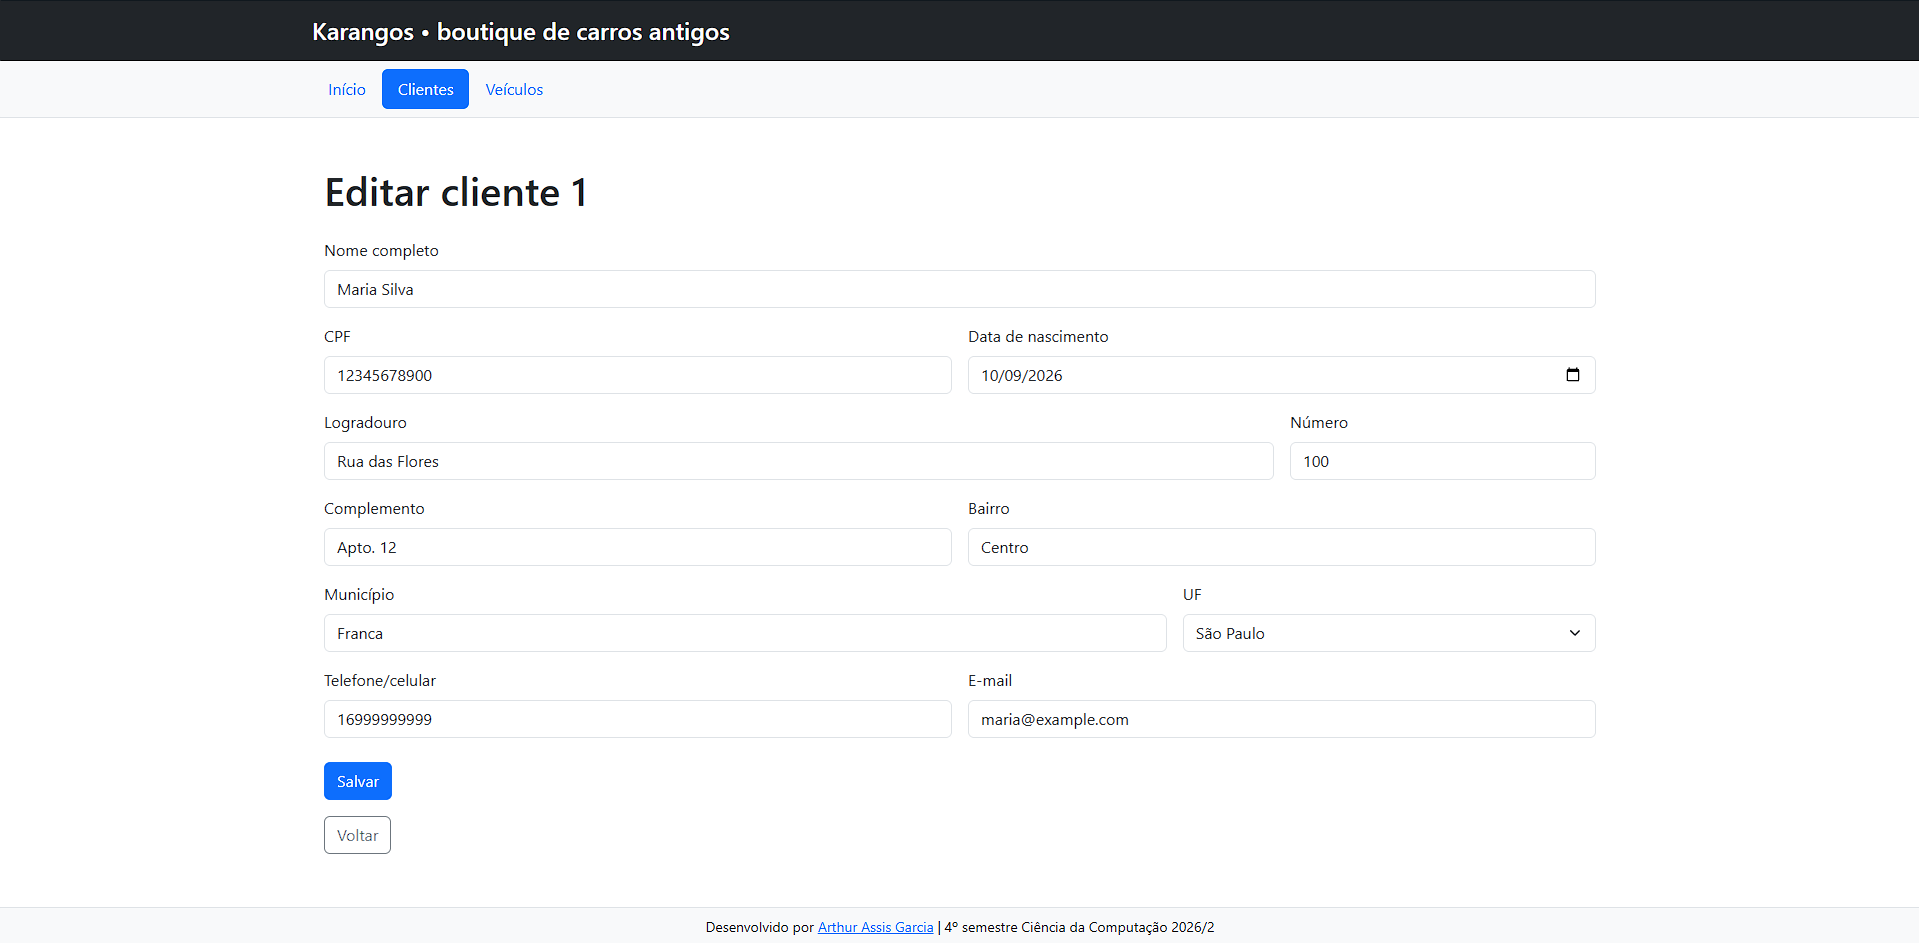 Karangos • boutique de carros antigos
Início Clientes Veículos
Editar cliente 1
Nome completo
Maria Silva
CPF Data de nascimento
12345678900 10/09/2026
Logradouro Número
Rua das Flores 100
Complemento Bairro
Apto. 12 Centro
Município UF
Franca São Paulo
Telefone/celular E-mail
16999999999 maria@example.com
Salvar
Voltar
Desenvolvido por Arthur Assis Garcia | 4º semestre Ciência da Computação 2026/2